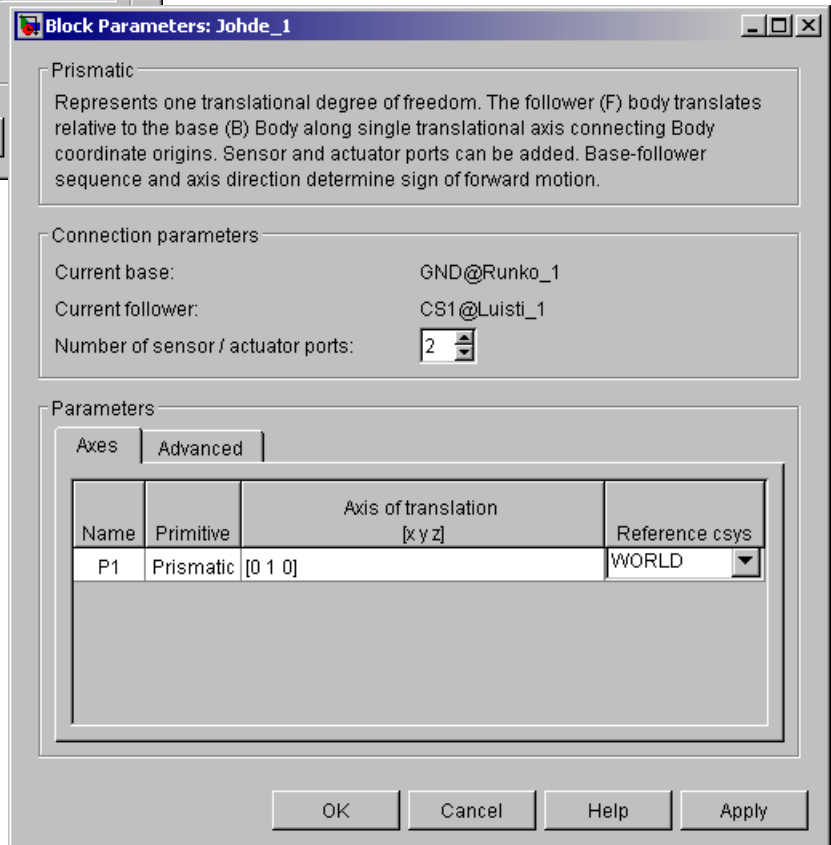 Block Parameters: Johde_1
Prismatic
Represents one translational degree of freedom. The follower (F) body translates
relative to the base (B) Body along single translational axis connecting Body
coordinate origins. Sensor and actuator ports can be added. Base-follower
sequence and axis direction determine sign of forward motion.
Connection parameters
Current base: GND@Runko_1
Current follower: CS1@Luisti_1
Number of sensor / actuator ports: 2
Parameters
Axes Advanced
Name Primitive Axis of translation [x y z] Reference csys
P1 Prismatic [0 1 0] WORLD
OK Cancel Help Apply